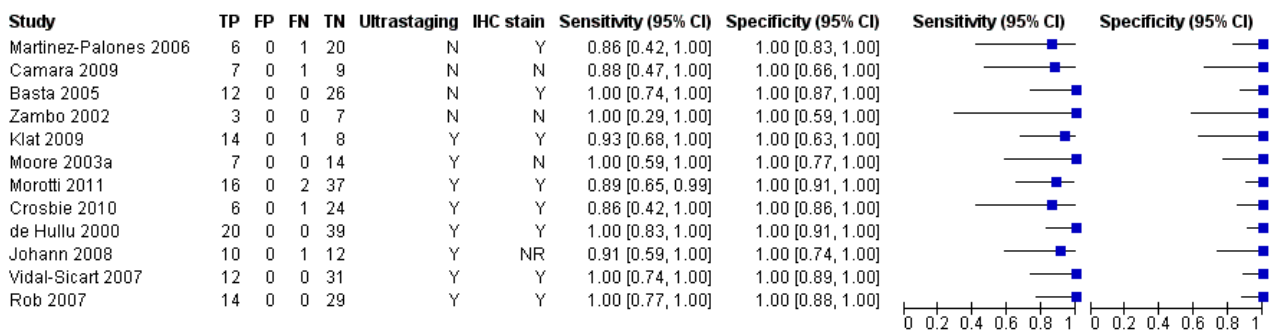 Study TP FP FN TN Ultrastaging IHC stain Sensitivity (95% CI) Specificity (95% CI) Sensitivity (95% CI) Specificity (95% CI)
Martinez-Palones 2006 6 0 1 20 N Y 0.86 [0.42, 1.00] 1.00 [0.83, 1.00]
Camara 2009 7 0 1 9 N N 0.88 [0.47, 1.00] 1.00 [0.66, 1.00]
Basta 2005 12 0 0 26 N Y 1.00 [0.74, 1.00] 1.00 [0.87, 1.00]
Zambo 2002 3 0 0 7 N N 1.00 [0.29, 1.00] 1.00 [0.59, 1.00]
Klat 2009 14 0 1 8 Y Y 0.93 [0.68, 1.00] 1.00 [0.63, 1.00]
Moore 2003a 7 0 0 14 Y N 1.00 [0.59, 1.00] 1.00 [0.77, 1.00]
Morotti 2011 16 0 2 37 Y Y 0.89 [0.65, 0.99] 1.00 [0.91, 1.00]
Crosbie 2010 6 0 1 24 Y Y 0.86 [0.42, 1.00] 1.00 [0.86, 1.00]
de Hullu 2000 20 0 0 39 Y Y 1.00 [0.83, 1.00] 1.00 [0.91, 1.00]
Johann 2008 10 0 1 12 Y NR 0.91 [0.59, 1.00] 1.00 [0.74, 1.00]
Vidal-Sicart 2007 12 0 0 31 Y Y 1.00 [0.74, 1.00] 1.00 [0.89, 1.00]
Rob 2007 14 0 0 29 Y Y 1.00 [0.77, 1.00] 1.00 [0.88, 1.00]
0 0.2 0.4 0.6 0.8 1 0 0.2 0.4 0.6 0.8 1